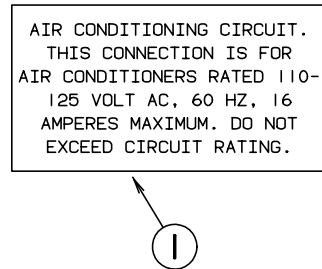 AIR CONDITIONING CIRCUIT.
THIS CONNECTION IS FOR
AIR CONDITIONERS RATED 110-
125 VOLT AC, 60 HZ, 16
AMPERES MAXIMUM. DO NOT
EXCEED CIRCUIT RATING.
1